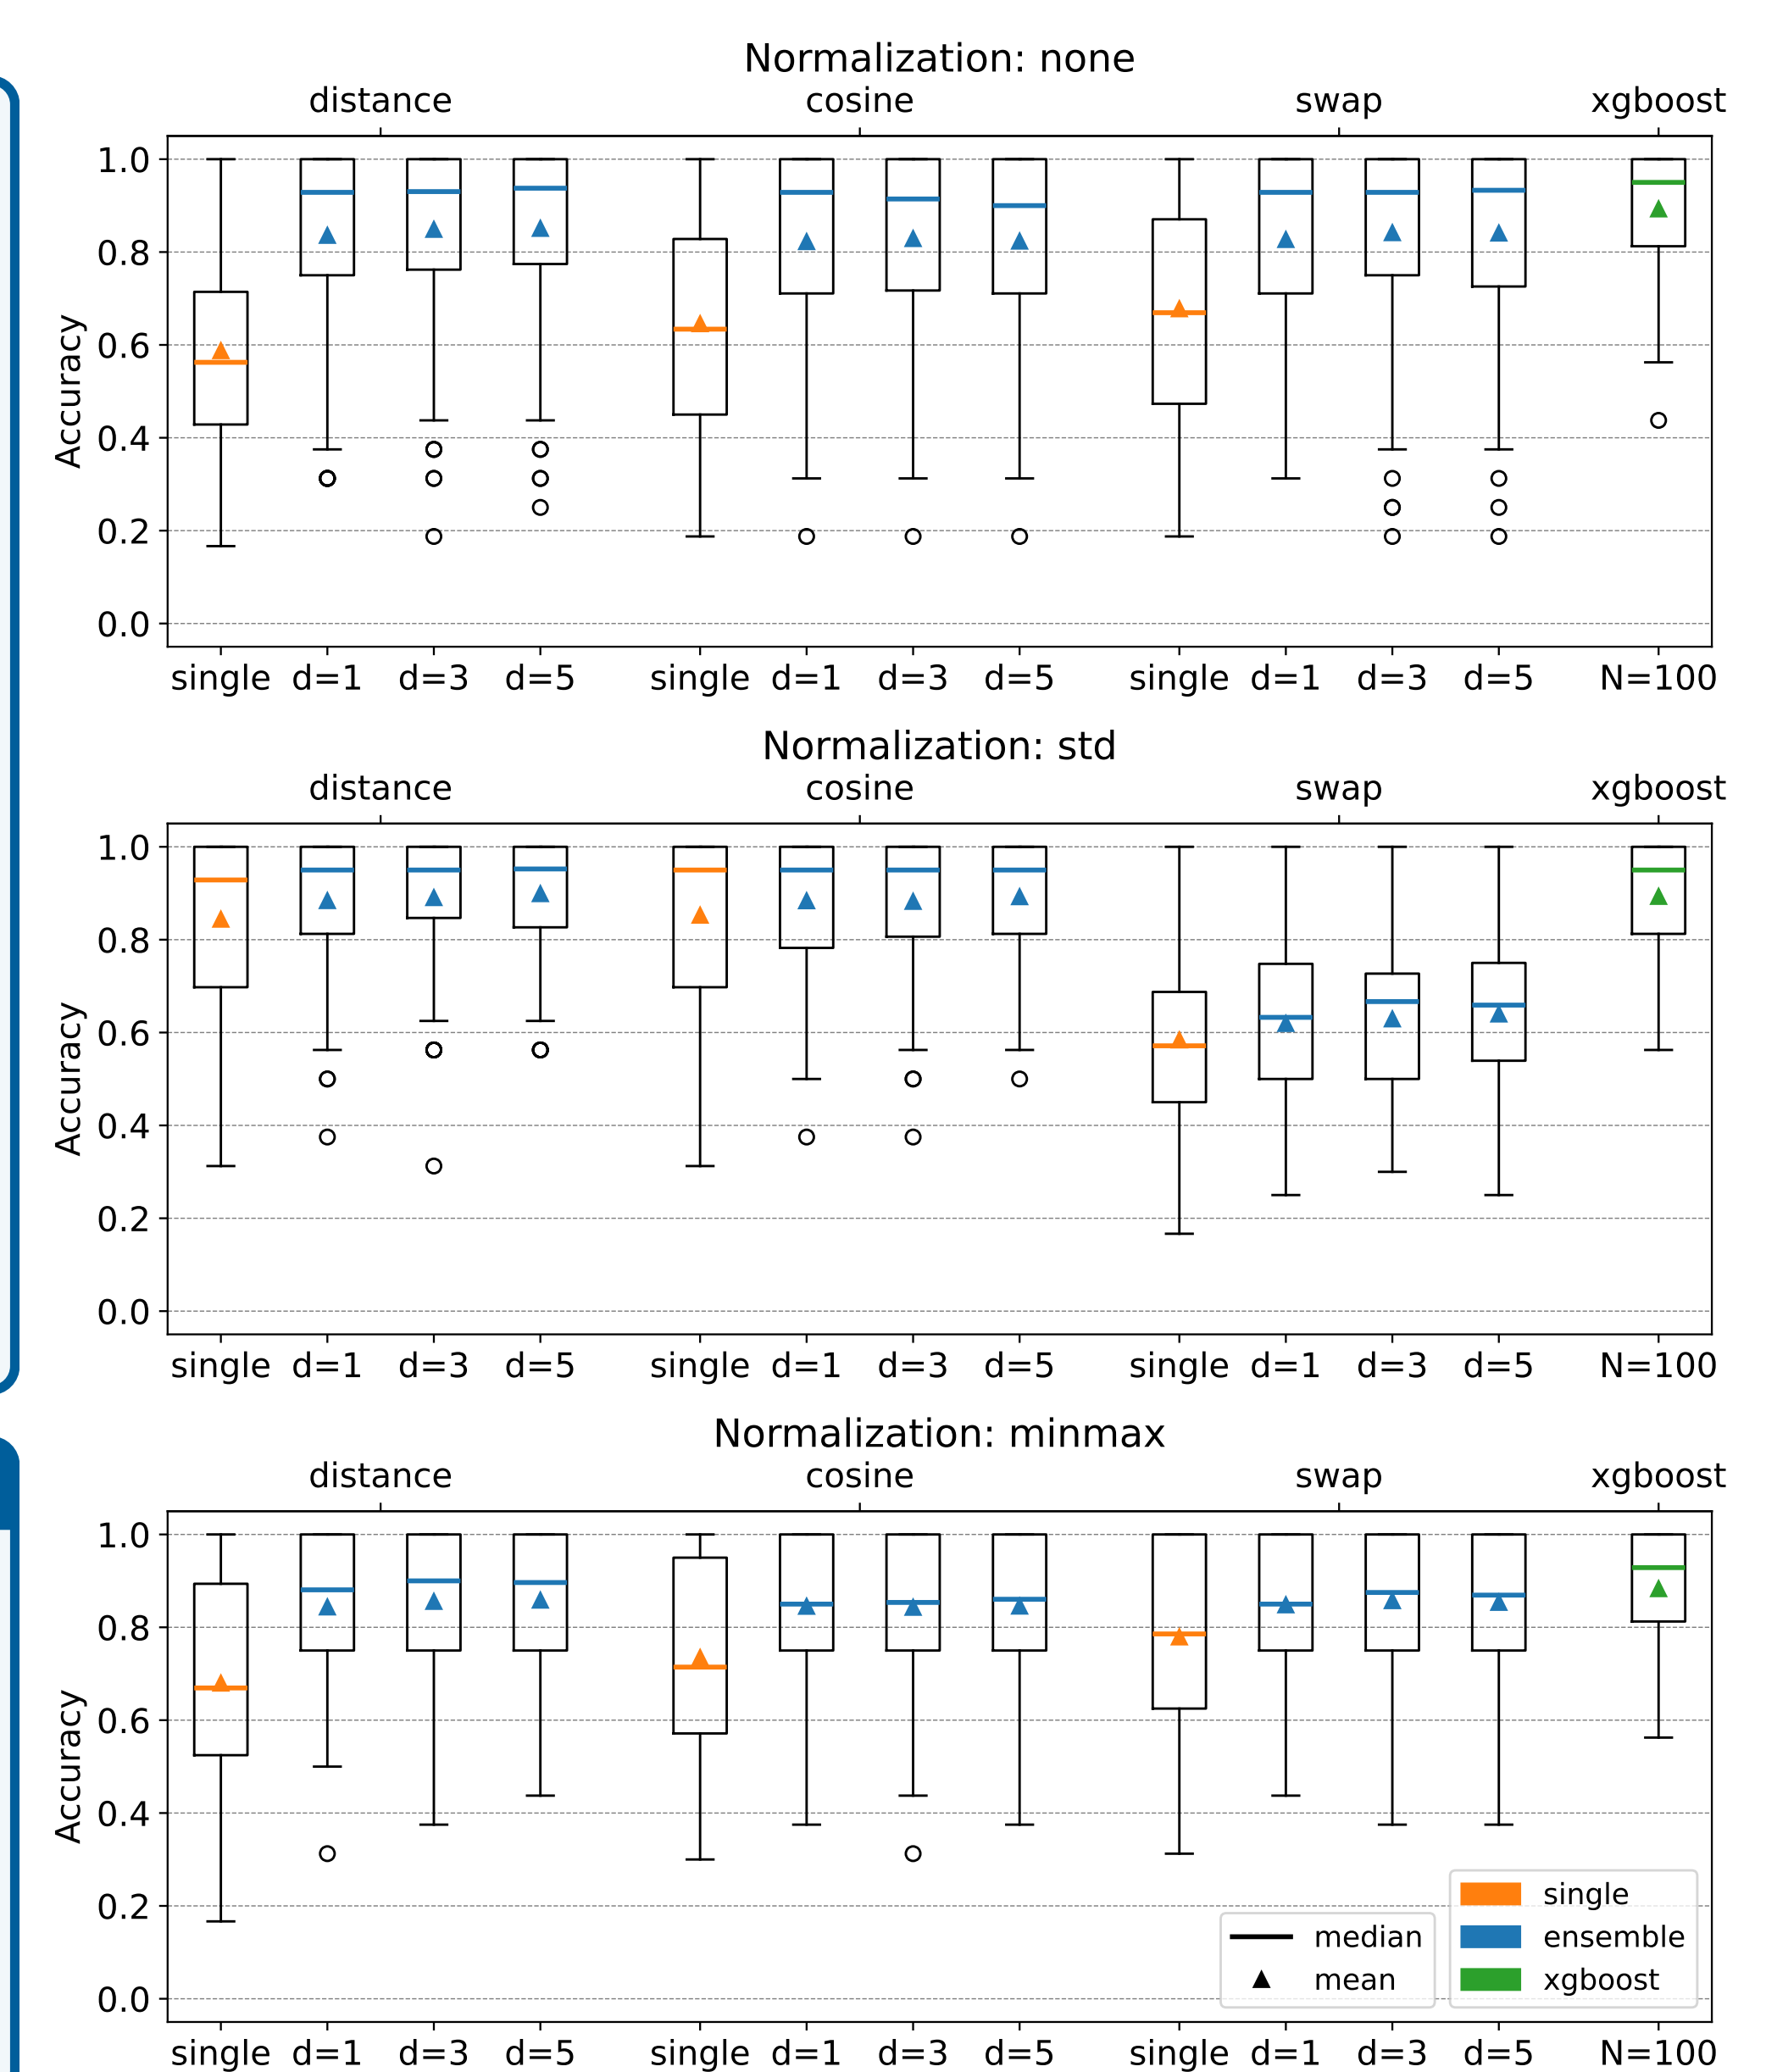 Normalization: none
distance cosine swap xgboost
1.0
0.8
0.6
0.4
0.2
0.0
Accuracy
single d=1 d=3 d=5 single d=1 d=3 d=5 single d=1 d=3 d=5 N=100
Normalization: std
distance cosine swap xgboost
1.0
0.8
0.6
0.4
0.2
0.0
Accuracy
single d=1 d=3 d=5 single d=1 d=3 d=5 single d=1 d=3 d=5 N=100
Normalization: minmax
distance cosine swap xgboost
1.0
0.8
0.6
0.4
0.2
0.0
Accuracy
median
mean
single
ensemble
xgboost
single d=1 d=3 d=5 single d=1 d=3 d=5 single d=1 d=3 d=5 N=100